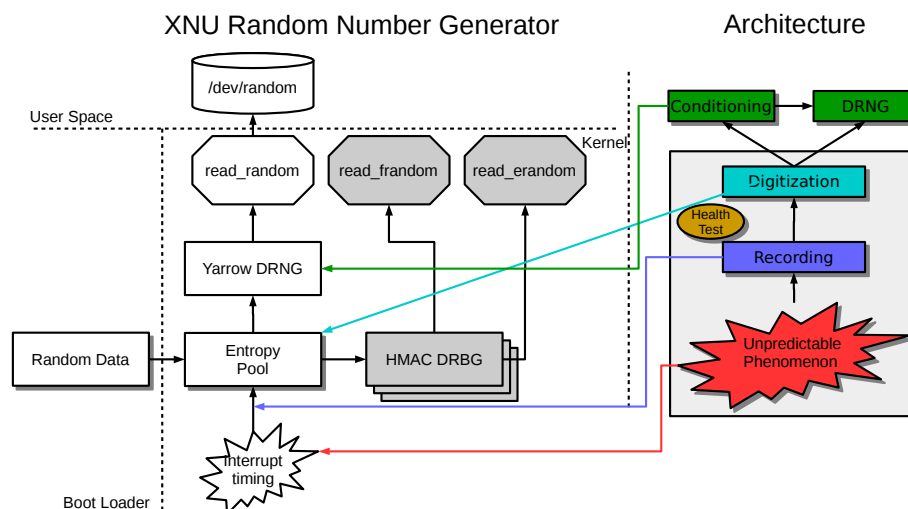 XNU Random Number Generator
Architecture
/dev/random
User Space
Kernel
Conditioning
DRNG
read_random
read_frandom
read_erandom
Digitization
Health
Test
Yarrow DRNG
Recording
Random Data
Entropy
Pool
HMAC DRBG
Unpredictable
Phenomenon
Interrupt
timing
Boot Loader